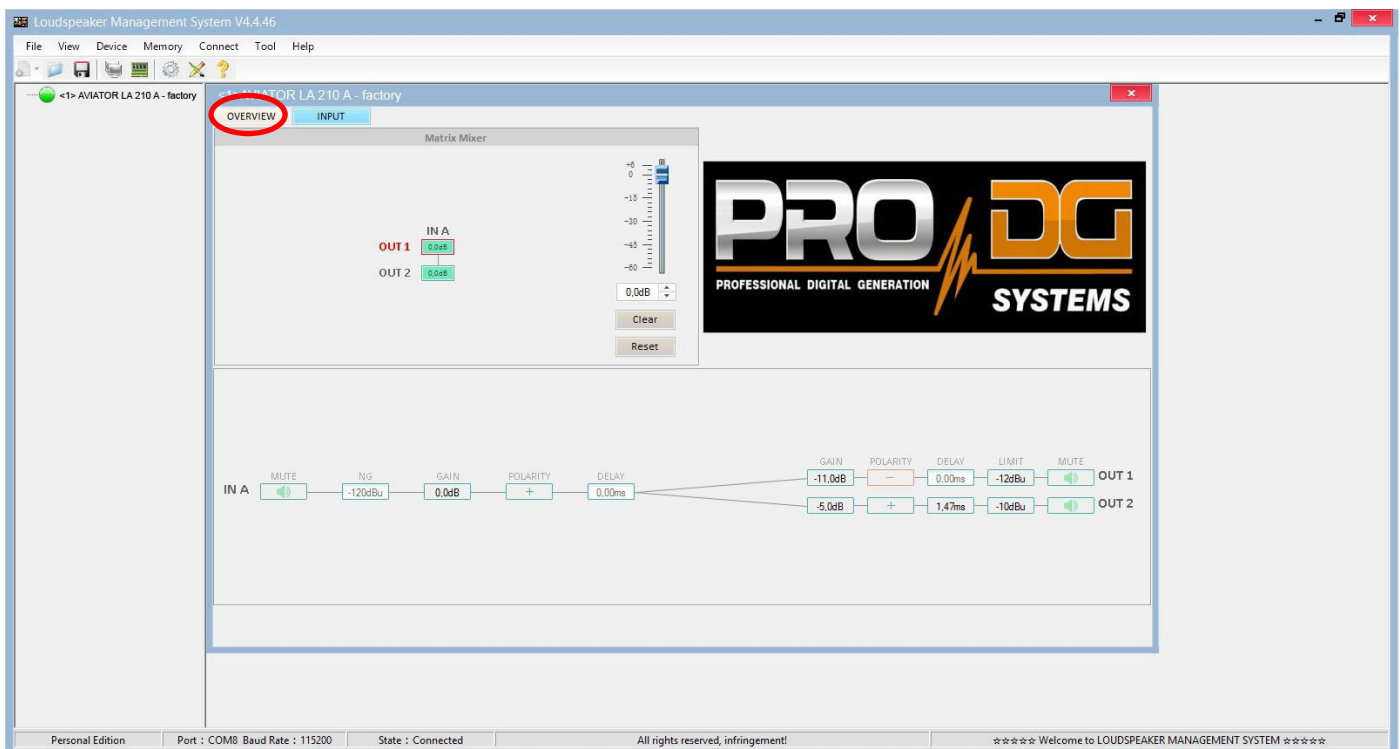 Loudspeaker Management System V4.4.46
File View Device Memory Connect Tool Help
<1> AVIATOR LA 210 A - factory
<1> AVIATOR LA 210 A - factory
OVERVIEW INPUT
Matrix Mixer
+6
0
-15
-30
-45
-60
IN A
OUT 1 0,0dB
OUT 2 0,0dB
0,0dB
Clear
Reset
PRO DG
PROFESSIONAL DIGITAL GENERATION
SYSTEMS
MUTE NG GAIN POLARITY DELAY
IN A -120dBu 0,0dB + 0,00ms
GAIN POLARITY DELAY LIMIT MUTE
-11,0dB − 0,00ms -12dBu OUT 1
-5,0dB + 1,47ms -10dBu OUT 2
Personal Edition Port : COM8 Baud Rate : 115200 State : Connected All rights reserved, infringement! ☆☆☆☆☆ Welcome to LOUDSPEAKER MANAGEMENT SYSTEM ☆☆☆☆☆